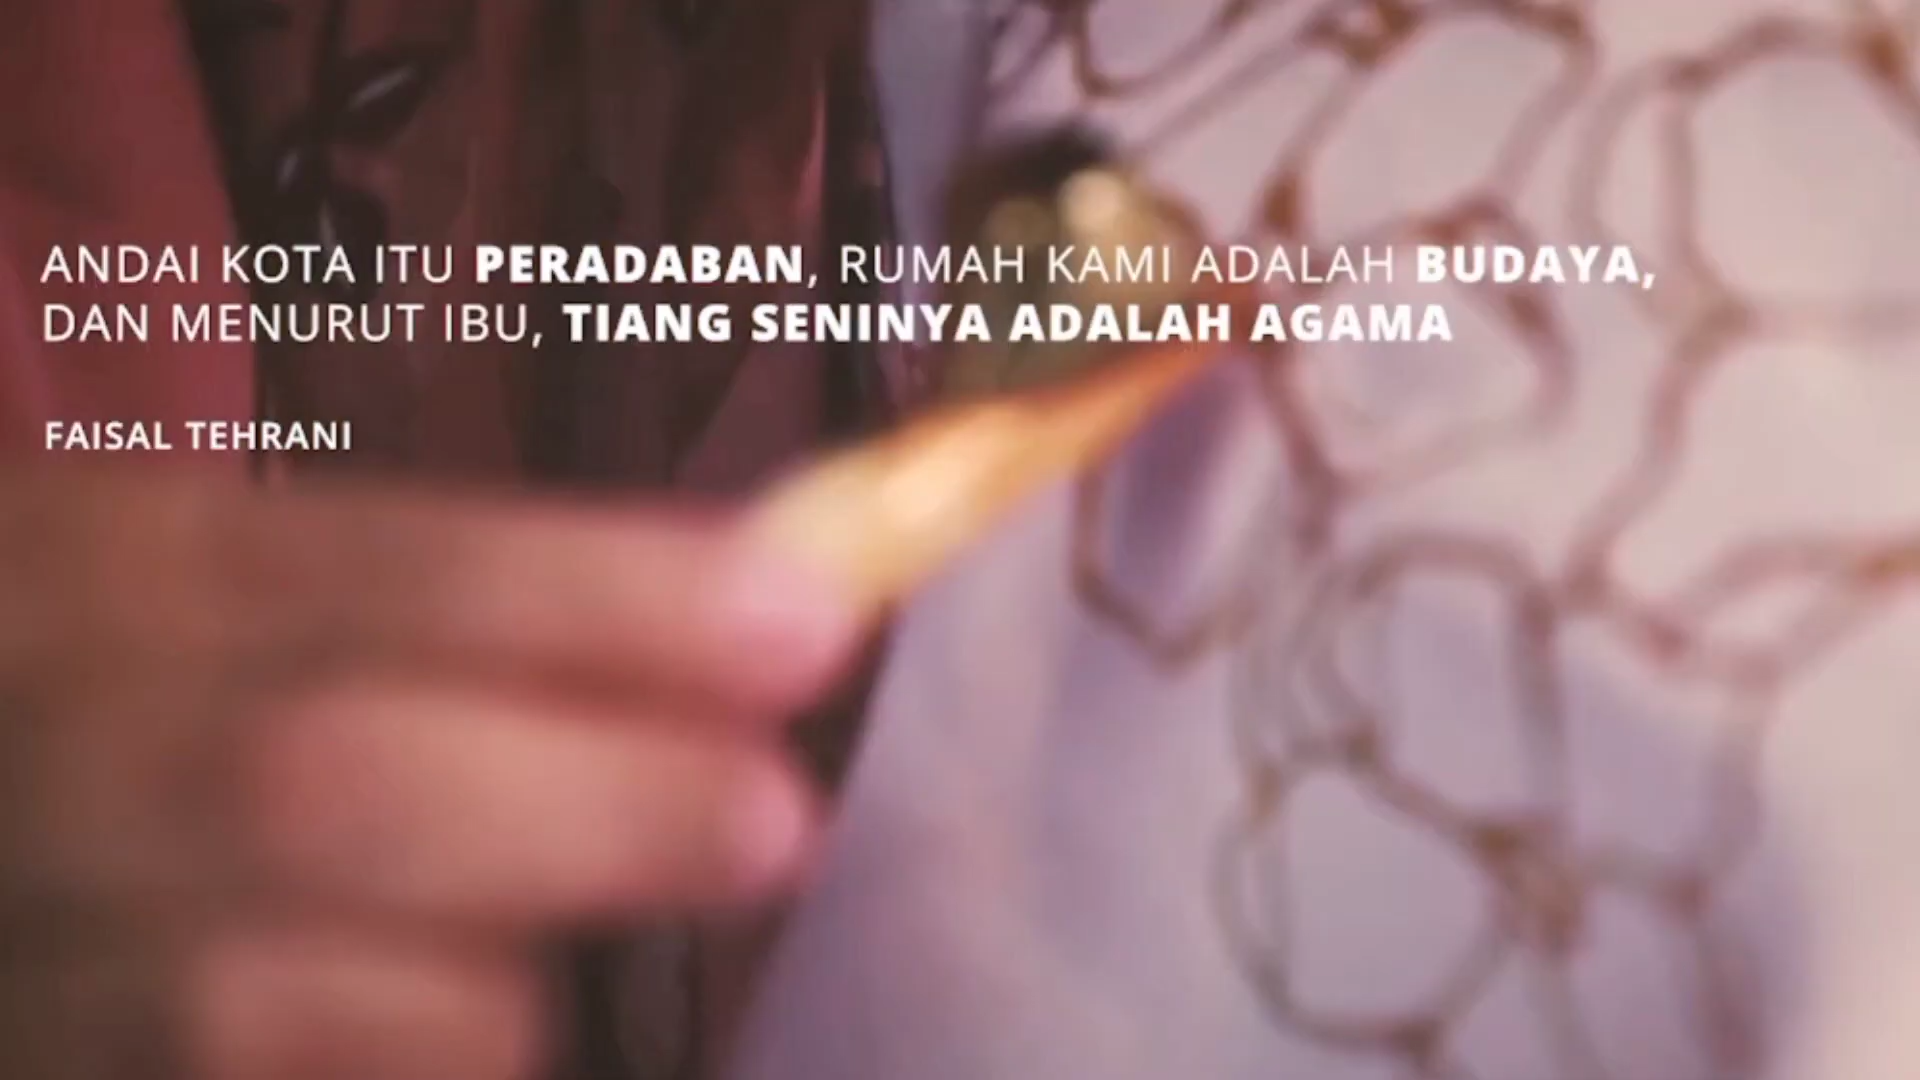 ANDAI KOTA ITU PERADABAN, RUMAH KAMI ADALAH BUDAYA,
DAN MENURUT IBU, TIANG SENINYA ADALAH AGAMA
FAISAL TEHRANI